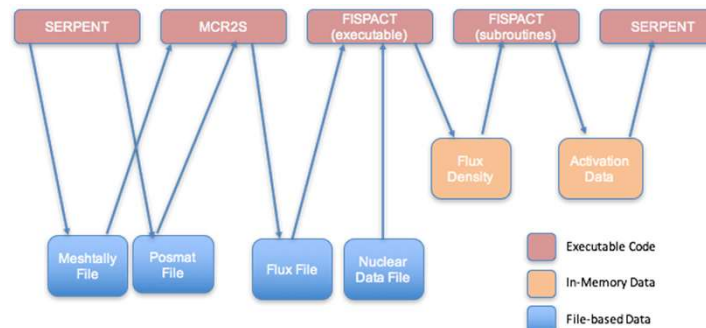 SERPENT
MCR2S
FISPACT
(executable)
FISPACT
(subroutines)
SERPENT
Flux
Density
Activation
Data
Meshtally
File
Posmat
File
Flux File
Nuclear
Data File
Executable Code
In-Memory Data
File-based Data